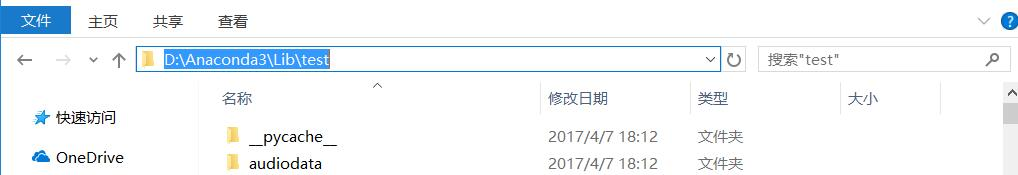 文件 主页 共享 查看
D:\Anaconda3\Lib\test 搜索"test"
名称 修改日期 类型 大小
快速访问 __pycache__ 2017/4/7 18:12 文件夹
OneDrive audiodata 2017/4/7 18:12 文件夹